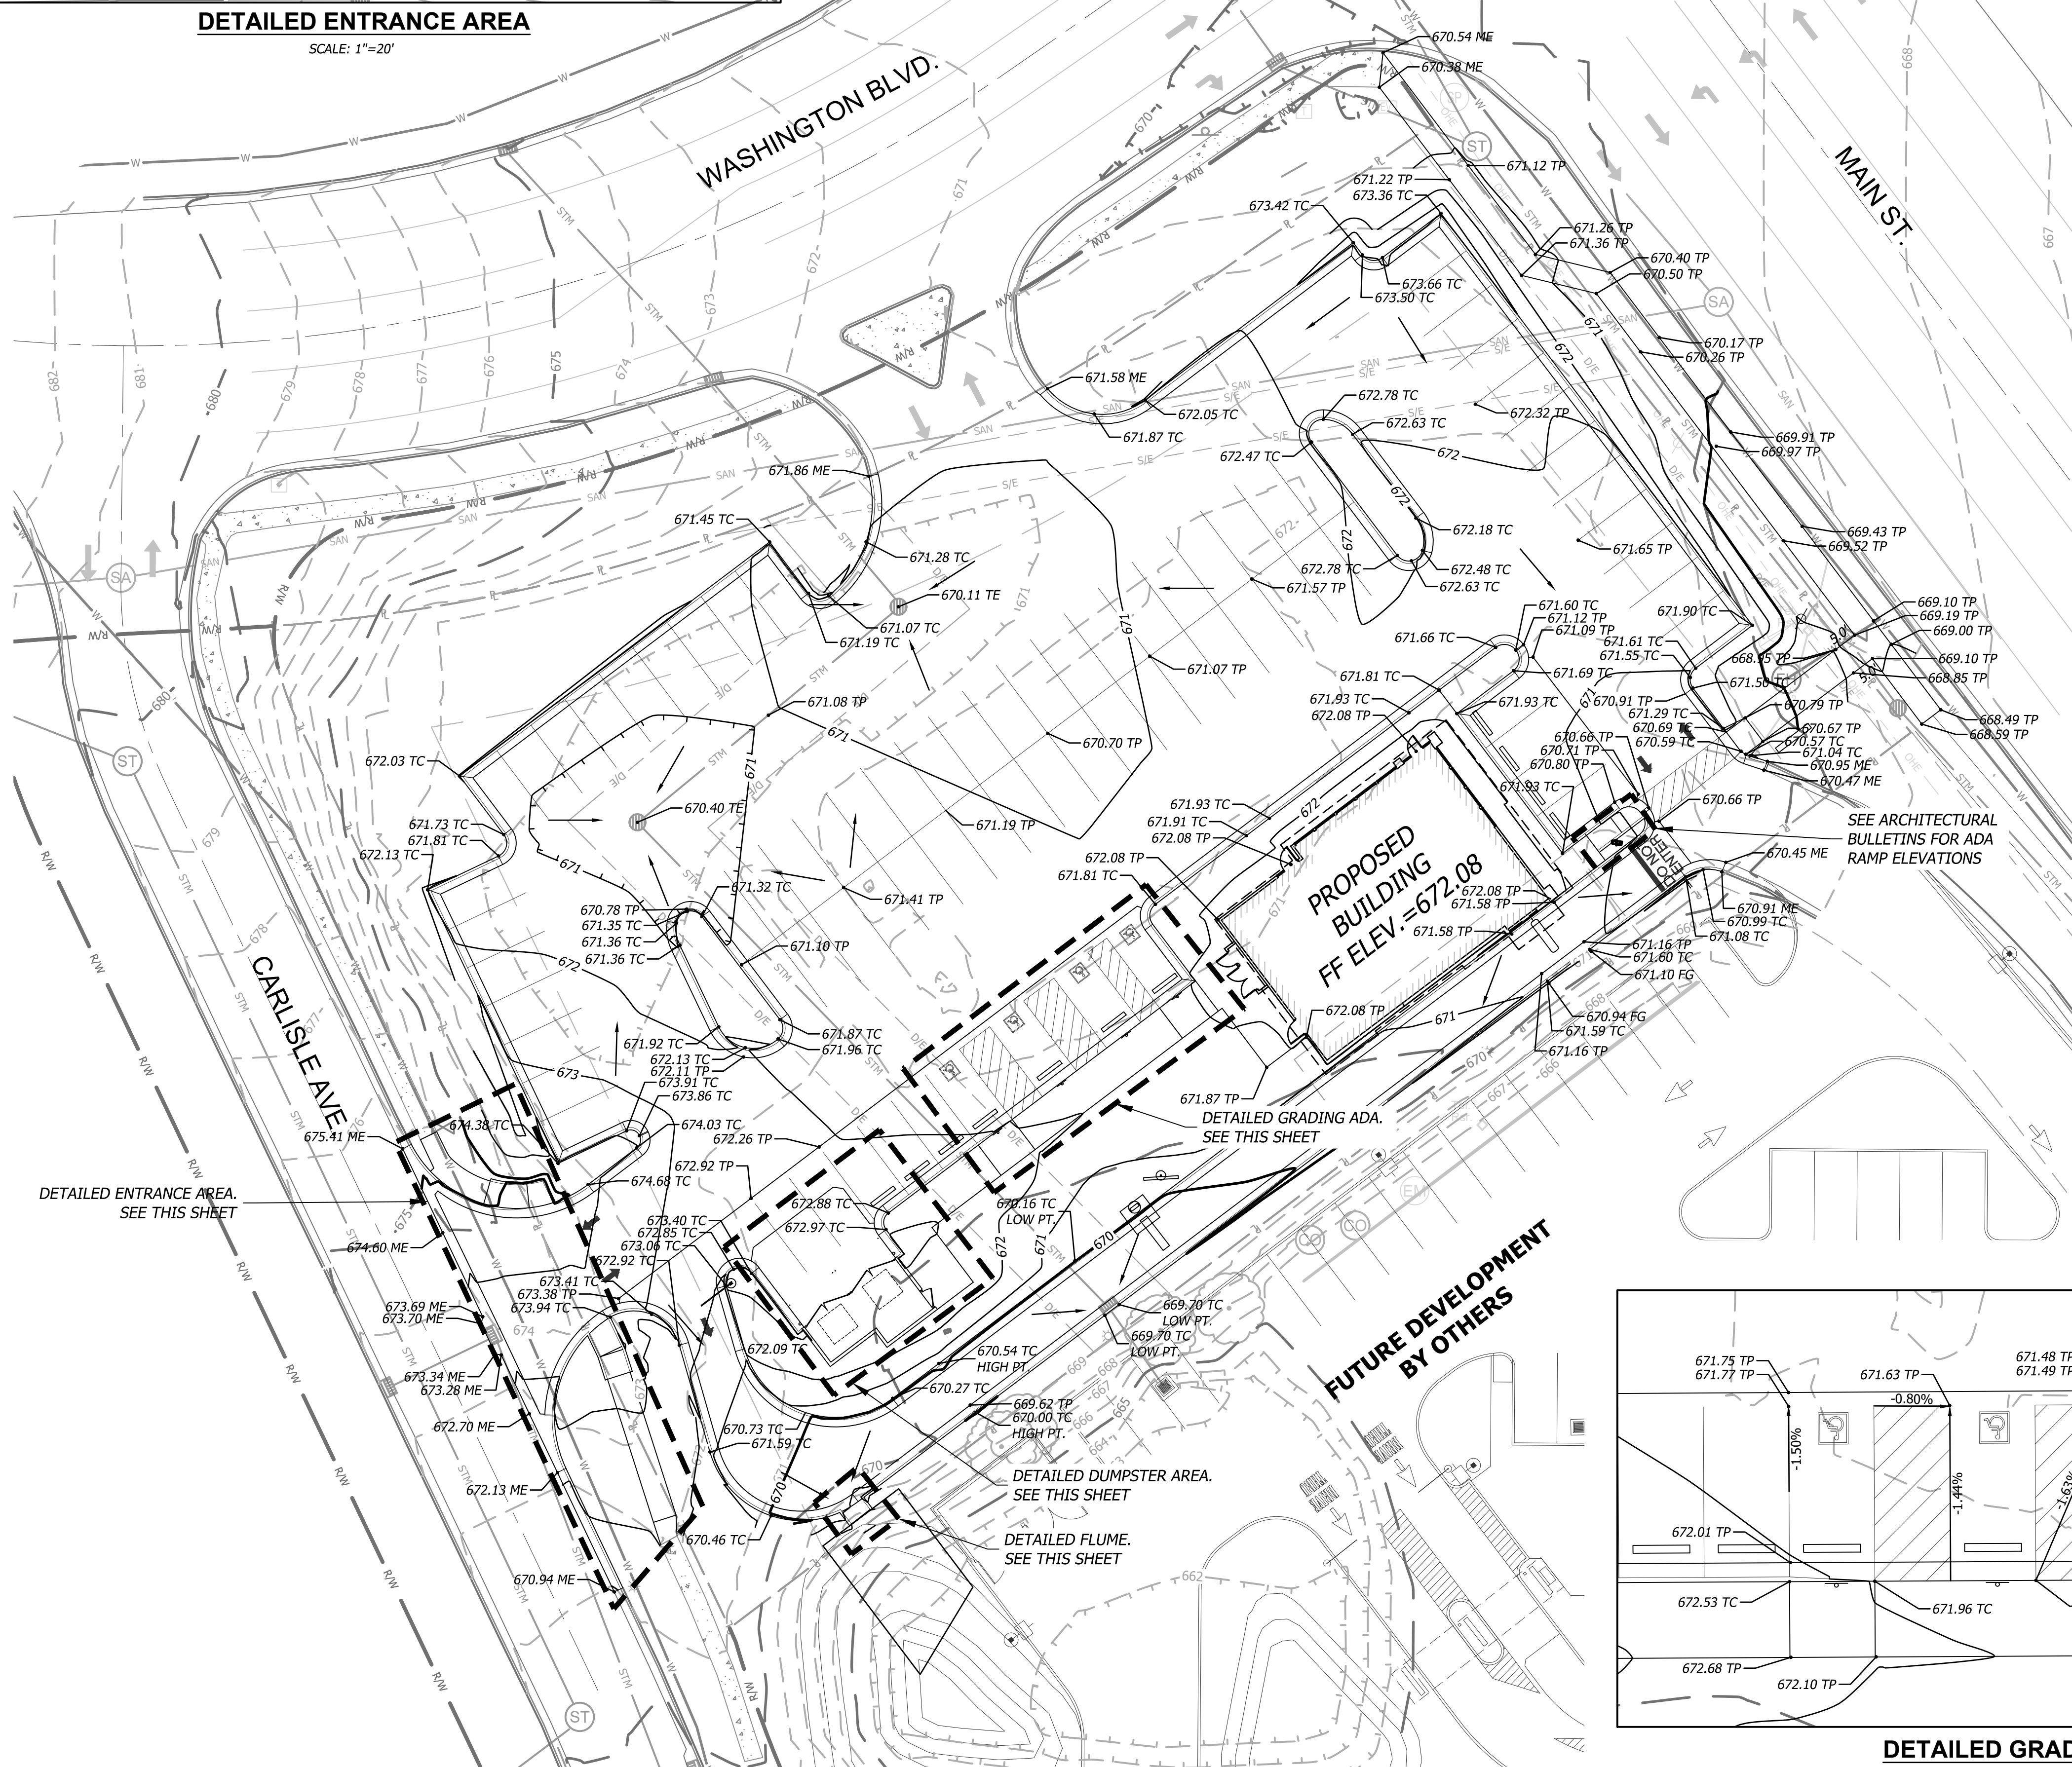 DETAILED ENTRANCE AREA
SCALE: 1"=20'
WASHINGTON BLVD.
MAIN ST.
CARLISLE AVE.
670.54 ME
670.38 ME
671.12 TP
671.22 TP
673.36 TC
673.42 TC
671.26 TP
671.36 TP
670.40 TP
670.50 TP
673.66 TC
673.50 TC
670.17 TP
670.26 TP
671.58 ME
672.05 TC
671.87 TC
672.78 TC
672.63 TC
672.32 TP
672.47 TC
669.91 TP
669.97 TP
671.86 ME
671.45 TC
671.28 TC
670.11 TE
671.07 TC
671.19 TC
672.18 TC
671.65 TP
672.78 TC
672.48 TC
672.63 TC
671.57 TP
669.43 TP
669.52 TP
671.60 TC
671.12 TP
671.09 TP
671.66 TC
671.90 TC
671.61 TC
671.55 TC
669.10 TP
669.19 TP
669.00 TP
668.95 TP
669.10 TP
668.85 TP
671.07 TP
671.81 TC
671.69 TC
671.50 TC
671.93 TC
672.08 TP
671.93 TC
670.91 TP
671.29 TC
670.79 TP
668.49 TP
668.59 TP
671.08 TP
670.70 TP
670.66 TP
670.71 TP
670.80 TP
670.69 TC
670.59 TC
670.67 TP
670.57 TC
671.04 TC
670.95 ME
670.47 ME
672.03 TC
670.40 TE
671.19 TP
671.93 TC
670.66 TP
SEE ARCHITECTURAL
BULLETINS FOR ADA
RAMP ELEVATIONS
671.73 TC
671.81 TC
672.13 TC
671.93 TC
671.91 TC
672.08 TP
672.08 TP
671.81 TC
PROPOSED
BUILDING
FF ELEV.=672.08
DO NOT
ENTER
670.45 ME
671.32 TC
671.41 TP
670.78 TP
671.35 TC
671.36 TC
671.36 TC
671.10 TP
672.08 TP
671.58 TP
671.58 TP
670.91 ME
670.99 TC
671.08 TC
671.16 TP
671.60 TC
671.10 FG
670.94 FG
671.59 TC
671.16 TP
672.08 TP
671.92 TC
671.87 TC
671.96 TC
672.13 TC
672.11 TP
673.91 TC
673.86 TC
671.87 TP
DETAILED GRADING ADA.
SEE THIS SHEET
675.41 ME
674.38 TC
674.03 TC
672.26 TP
672.92 TP
674.68 TC
DETAILED ENTRANCE AREA.
SEE THIS SHEET
672.88 TC
672.97 TC
670.16 TC
LOW PT.
674.60 ME
673.40 TC
672.85 TC
673.06 TC
672.92 TC
673.41 TC
673.38 TP
673.94 TC
673.69 ME
673.70 ME
669.70 TC
LOW PT.
669.70 TC
LOW PT.
672.09 TC
670.54 TC
HIGH PT.
670.27 TC
673.34 ME
673.28 ME
669.62 TP
670.00 TC
HIGH PT.
672.70 ME
670.73 TC
671.59 TC
DETAILED DUMPSTER AREA.
SEE THIS SHEET
672.13 ME
670.46 TC
DETAILED FLUME.
SEE THIS SHEET
670.94 ME
FUTURE DEVELOPMENT
BY OTHERS
671.75 TP
671.77 TP
671.63 TP
671.48 TP
671.49 TP
-0.80%
-1.50%
-1.44%
672.01 TP
672.53 TC
671.96 TC
672.68 TP
672.10 TP
DETAILED GRAD